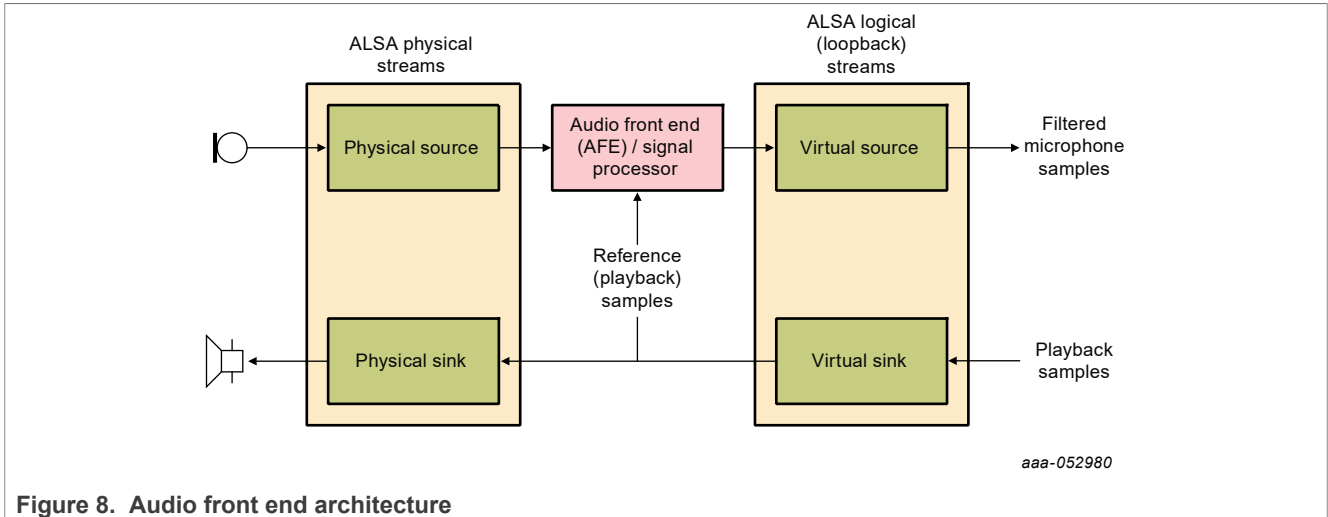 ALSA physical
streams
ALSA logical
(loopback)
streams
Physical source
Audio front end
(AFE) / signal
processor
Virtual source
Filtered
microphone
samples
Reference
(playback)
samples
Physical sink
Virtual sink
Playback
samples
aaa-052980
Figure 8. Audio front end architecture